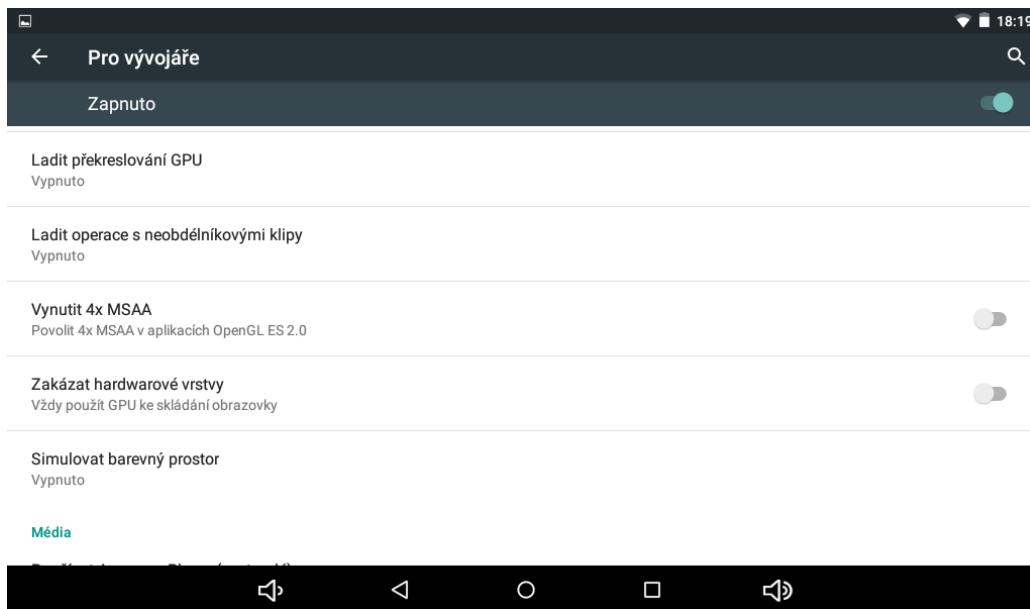 18:19
Pro vývojáře
Zapnuto
Ladit překreslování GPU
Vypnuto
Ladit operace s neobdélníkovými klipy
Vypnuto
Vynutit 4x MSAA
Povolit 4x MSAA v aplikacích OpenGL ES 2.0
Zakázat hardwarové vrstvy
Vždy použít GPU ke skládání obrazovky
Simulovat barevný prostor
Vypnuto
Média